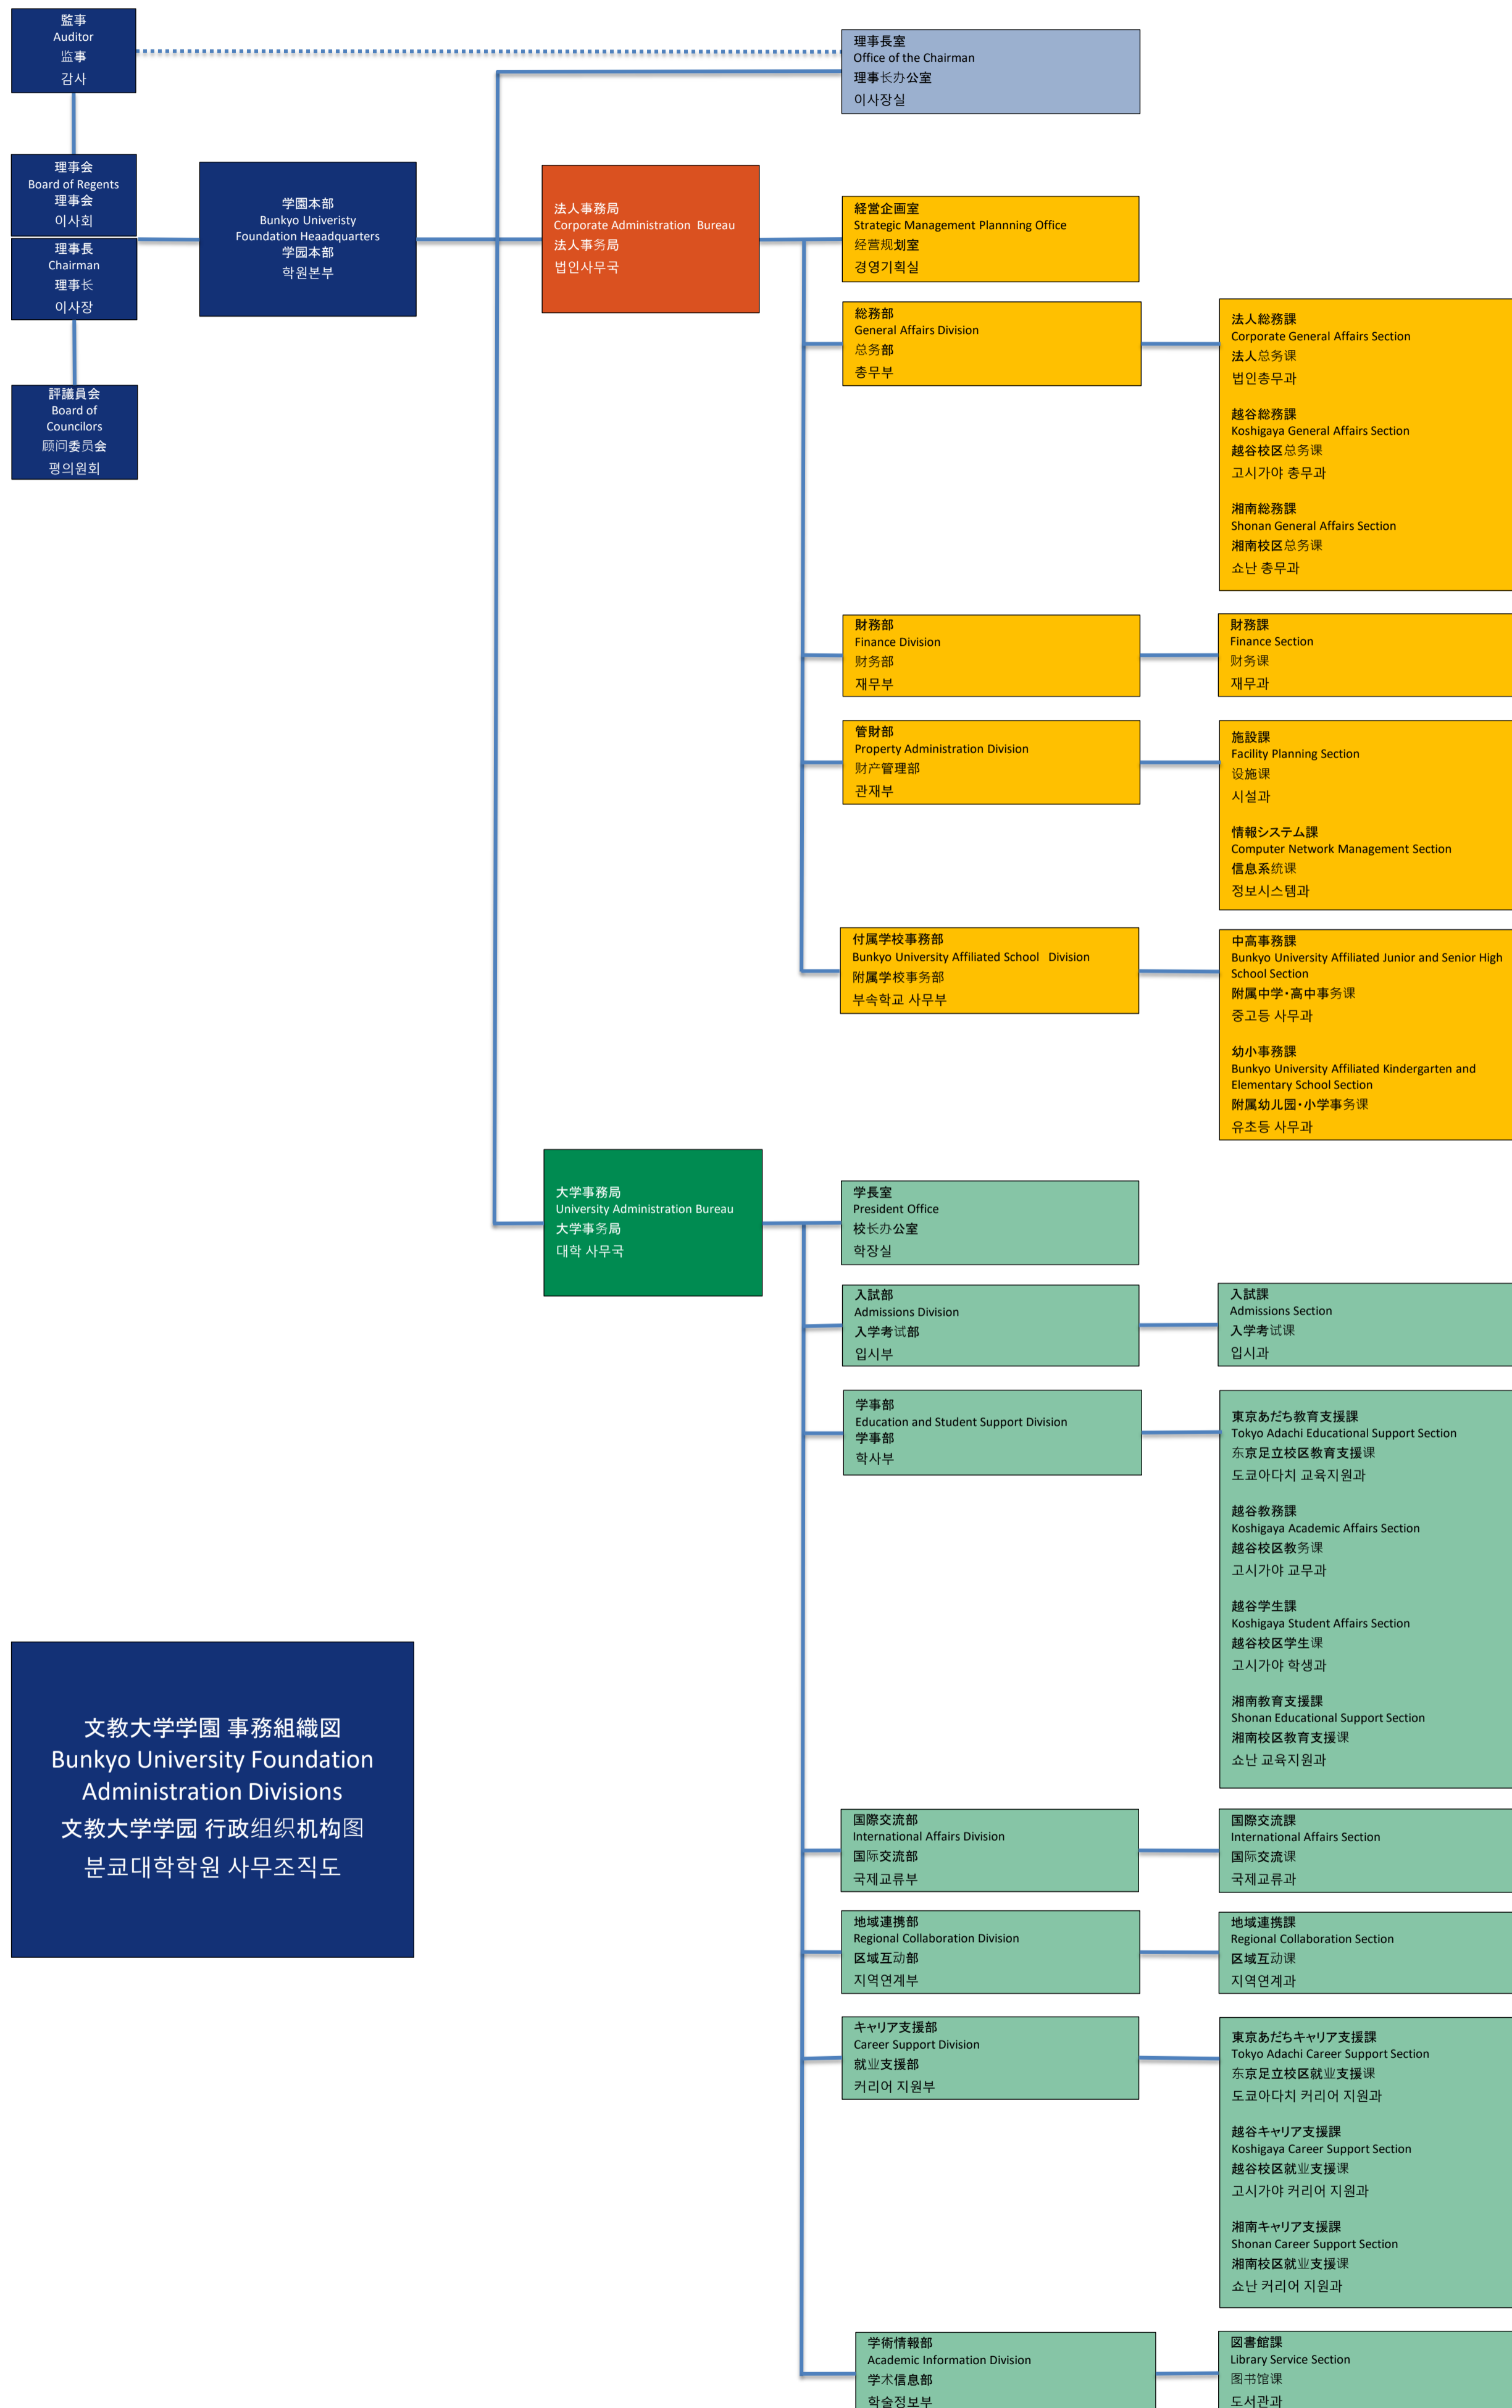 監事
Auditor
监事
감사
理事長室
Office of the Chairman
理事长办公室
이사장실
理事会
Board of Regents
理事会
이사회
理事長
Chairman
理事长
이사장
評議員会
Board of
Councilors
顾问委员会
평의원회
学園本部
Bunkyo Univeristy
Foundation Heaadquarters
学园本部
학원본부
法人事務局
Corporate Administration Bureau
法人事务局
법인사무국
経営企画室
Strategic Management Plannning Office
经营规划室
경영기획실
総務部
General Affairs Division
总务部
총무부
法人総務課
Corporate General Affairs Section
法人总务课
법인총무과
越谷総務課
Koshigaya General Affairs Section
越谷校区总务课
고시가야 총무과
湘南総務課
Shonan General Affairs Section
湘南校区总务课
쇼난 총무과
財務部
Finance Division
财务部
재무부
財務課
Finance Section
财务课
재무과
管財部
Property Administration Division
财产管理部
관재부
施設課
Facility Planning Section
设施课
시설과
情報システム課
Computer Network Management Section
信息系统课
정보시스템과
付属学校事務部
Bunkyo University Affiliated School Division
附属学校事务部
부속학교 사무부
中高事務課
Bunkyo University Affiliated Junior and Senior High
School Section
附属中学・高中事务课
중고등 사무과
幼小事務課
Bunkyo University Affiliated Kindergarten and
Elementary School Section
附属幼儿园・小学事务课
유초등 사무과
大学事務局
University Administration Bureau
大学事务局
대학 사무국
学長室
President Office
校长办公室
학장실
入試部
Admissions Division
入学考试部
입시부
入試課
Admissions Section
入学考试课
입시과
学事部
Education and Student Support Division
学事部
학사부
東京あだち教育支援課
Tokyo Adachi Educational Support Section
东京足立校区教育支援课
도쿄아다치 교육지원과
越谷教務課
Koshigaya Academic Affairs Section
越谷校区教务课
고시가야 교무과
越谷学生課
Koshigaya Student Affairs Section
越谷校区学生课
고시가야 학생과
湘南教育支援課
Shonan Educational Support Section
湘南校区教育支援课
쇼난 교육지원과
文教大学学園 事務組織図
Bunkyo University Foundation
Administration Divisions
文教大学学园 行政组织机构图
분쿄대학학원 사무조직도
国際交流部
International Affairs Division
国际交流部
국제교류부
国際交流課
International Affairs Section
国际交流课
국제교류과
地域連携部
Regional Collaboration Division
区域互动部
지역연계부
地域連携課
Regional Collaboration Section
区域互动课
지역연계과
キャリア支援部
Career Support Division
就业支援部
커리어 지원부
東京あだちキャリア支援課
Tokyo Adachi Career Support Section
东京足立校区就业支援课
도쿄아다치 커리어 지원과
越谷キャリア支援課
Koshigaya Career Support Section
越谷校区就业支援课
고시가야 커리어 지원과
湘南キャリア支援課
Shonan Career Support Section
湘南校区就业支援课
쇼난 커리어 지원과
学術情報部
Academic Information Division
学术信息部
학술정보부
図書館課
Library Service Section
图书馆课
도서관과